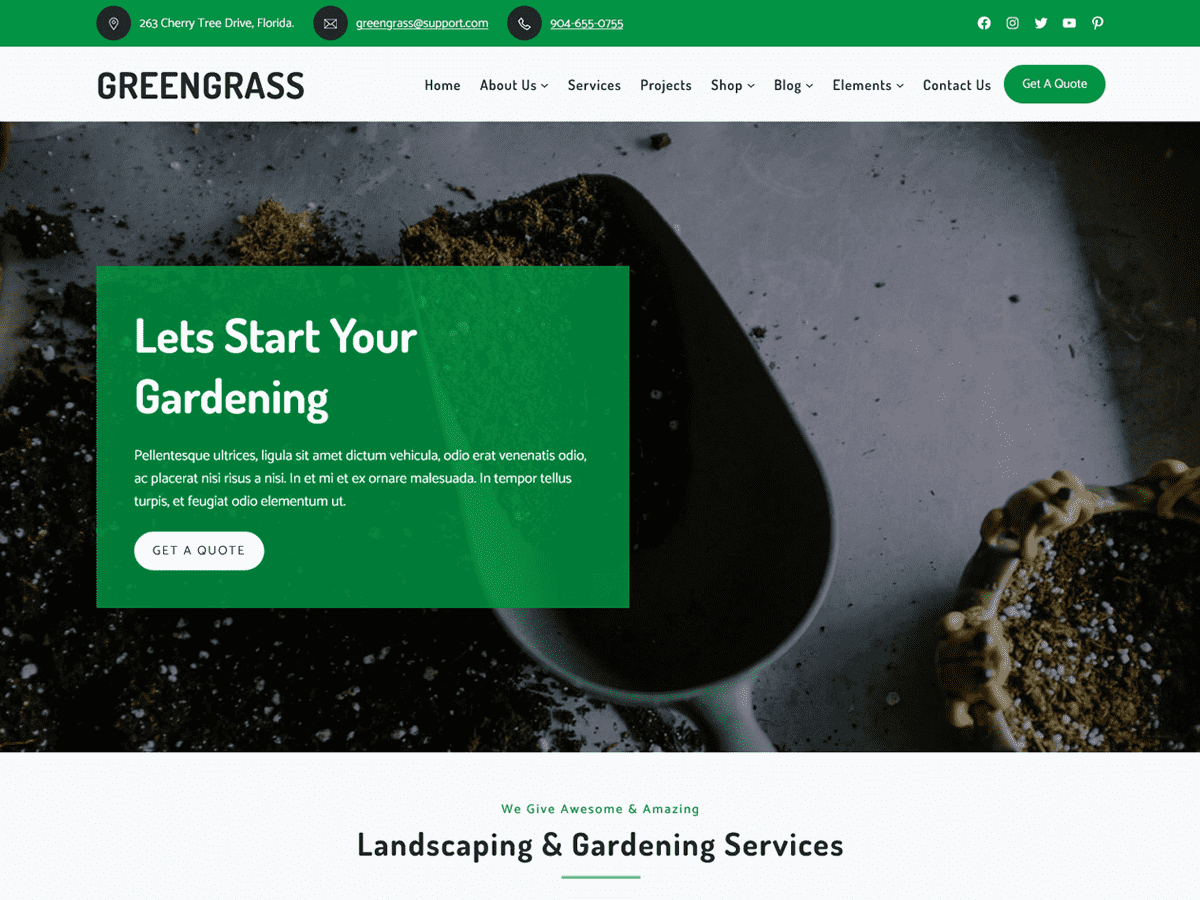 263 Cherry Tree Drive, Florida. greengrass@support.com 904-655-0755
GREENGRASS
Home About Us Services Projects Shop Blog Elements Contact Us Get A Quote
Lets Start Your
Gardening
Pellentesque ultrices, ligula sit amet dictum vehicula, odio erat venenatis odio,
ac placerat nisi risus a nisi. In et mi et ex ornare malesuada. In tempor tellus
turpis, et feugiat odio elementum ut.
GET A QUOTE
We Give Awesome & Amazing
Landscaping & Gardening Services